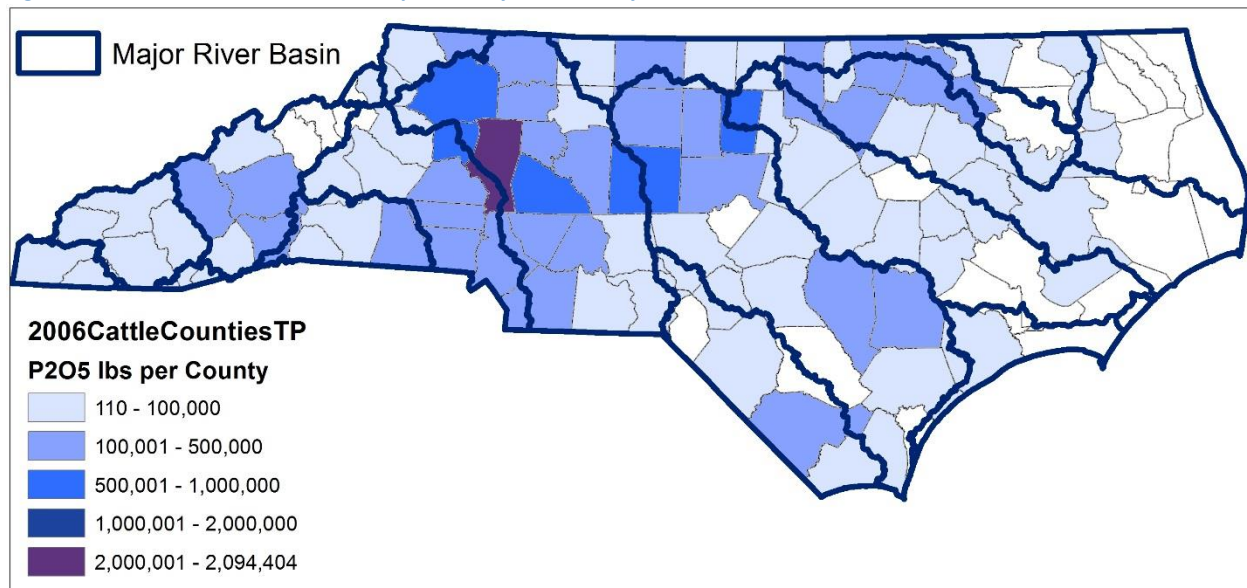 Major River Basin
2006CattleCountiesTP
P2O5 lbs per County
110 - 100,000
100,001 - 500,000
500,001 - 1,000,000
1,000,001 - 2,000,000
2,000,001 - 2,094,404